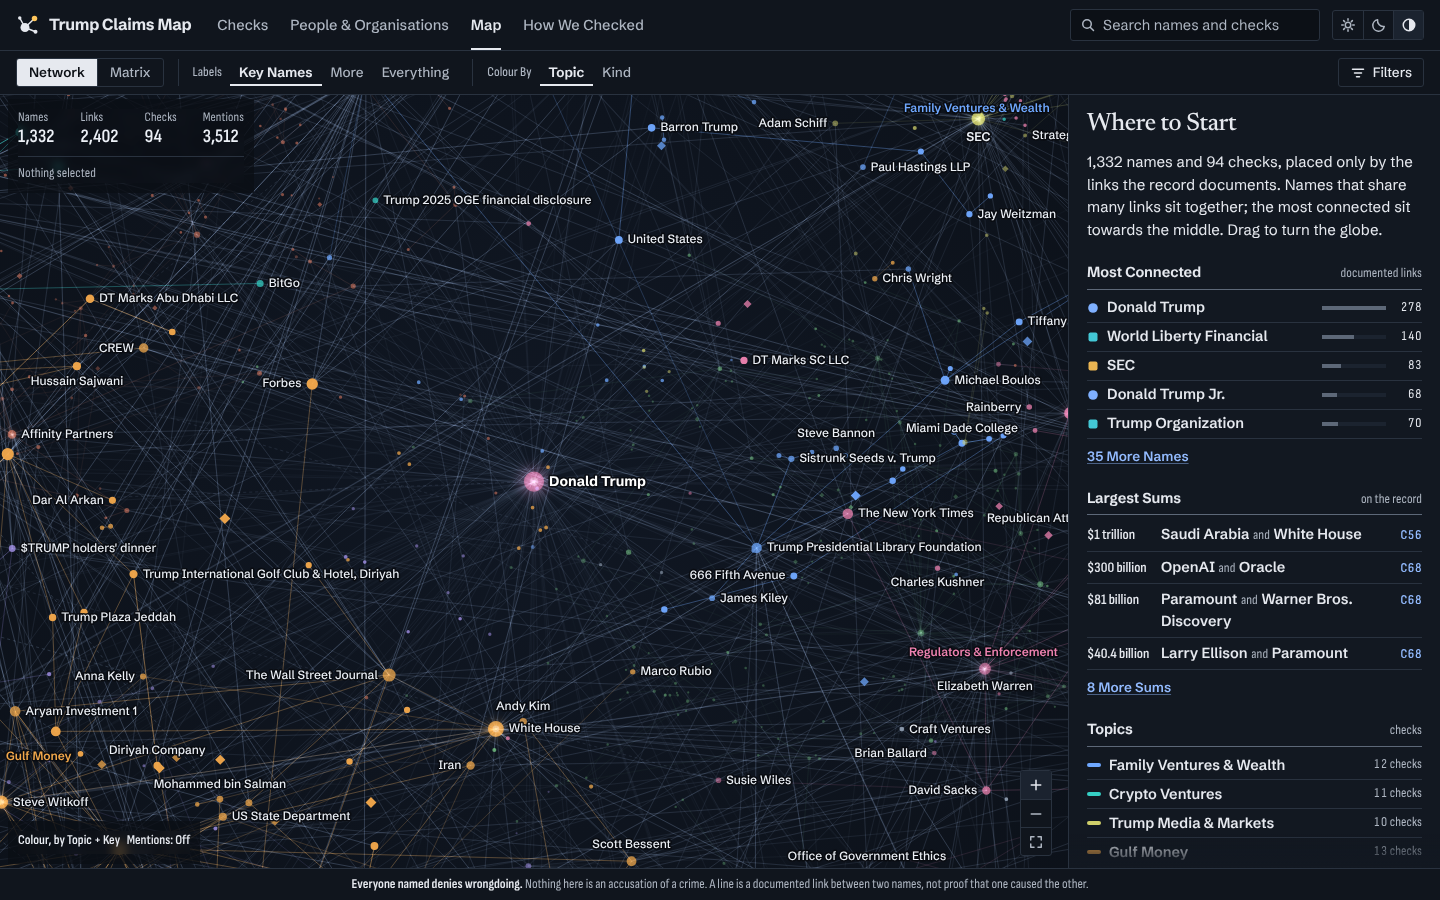 Trump Claims Map
Checks
People & Organisations
Map
How We Checked
Search names and checks
Network
Matrix
Labels
Key Names
More
Everything
Colour By
Topic
Kind
Filters
Names
Links
Checks
Mentions
1,332
2,402
94
3,512
Nothing selected
Family Ventures & Wealth
Barron Trump
Adam Schiff
SEC
Strateg
Paul Hastings LLP
Trump 2025 OGE financial disclosure
Jay Weitzman
United States
BitGo
Chris Wright
DT Marks Abu Dhabi LLC
Tiffany
CREW
DT Marks SC LLC
Hussain Sajwani
Forbes
Michael Boulos
Rainberry
Affinity Partners
Steve Bannon
Miami Dade College
Sistrunk Seeds v. Trump
Donald Trump
Dar Al Arkan
The New York Times
Republican Att
$TRUMP holders' dinner
Trump Presidential Library Foundation
Trump International Golf Club & Hotel, Diriyah
666 Fifth Avenue
Charles Kushner
James Kiley
Trump Plaza Jeddah
Regulators & Enforcement
Anna Kelly
The Wall Street Journal
Marco Rubio
Elizabeth Warren
Aryam Investment 1
Andy Kim
White House
Craft Ventures
Gulf Money
Diriyah Company
Brian Ballard
Iran
Mohammed bin Salman
Susie Wiles
David Sacks
Steve Witkoff
US State Department
Colour, by Topic + Key
Mentions: Off
Scott Bessent
Office of Government Ethics
Where to Start
1,332 names and 94 checks, placed only by the
links the record documents. Names that share
many links sit together; the most connected sit
towards the middle. Drag to turn the globe.
Most Connected
documented links
Donald Trump
278
World Liberty Financial
140
SEC
83
Donald Trump Jr.
68
Trump Organization
70
35 More Names
Largest Sums
on the record
$1 trillion
Saudi Arabia and White House
C56
$300 billion
OpenAI and Oracle
C68
$81 billion
Paramount and Warner Bros.
Discovery
C68
$40.4 billion
Larry Ellison and Paramount
C68
8 More Sums
Topics
checks
Family Ventures & Wealth
12 checks
Crypto Ventures
11 checks
Trump Media & Markets
10 checks
Gulf Money
13 checks
Everyone named denies wrongdoing. Nothing here is an accusation of a crime. A line is a documented link between two names, not proof that one caused the other.